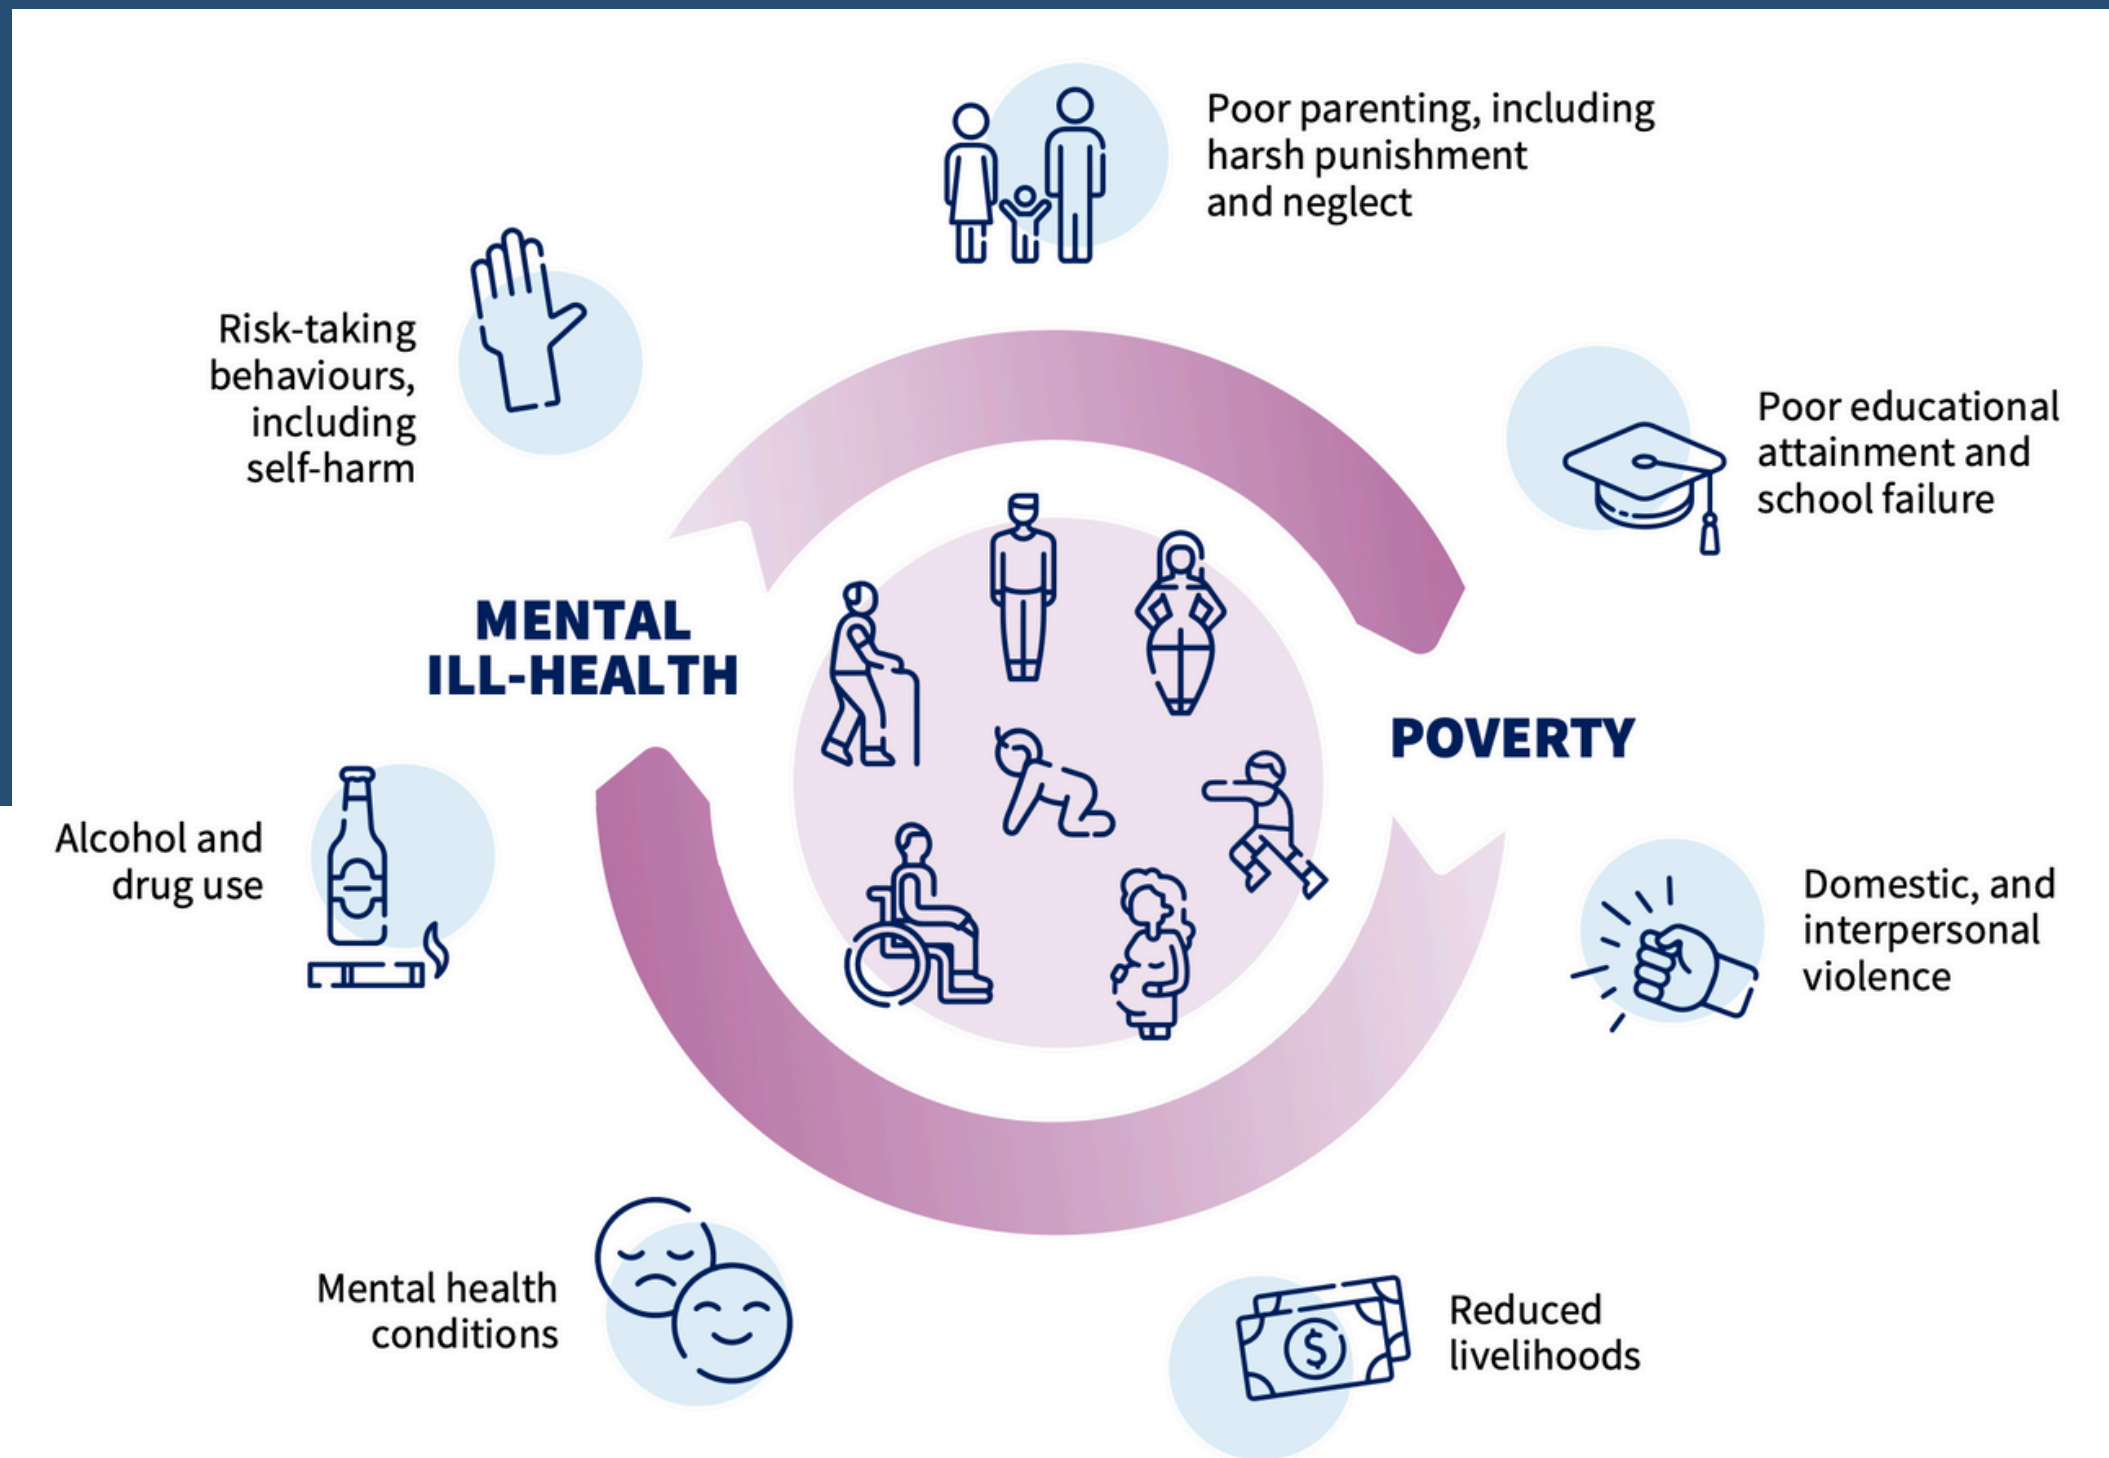 Poor parenting, including
harsh punishment
and neglect
Risk-taking
behaviours,
including
self-harm
Poor educational
attainment and
school failure
MENTAL
ILL-HEALTH
POVERTY
Alcohol and
drug use
Domestic, and
interpersonal
violence
Mental health
conditions
Reduced
livelihoods
$